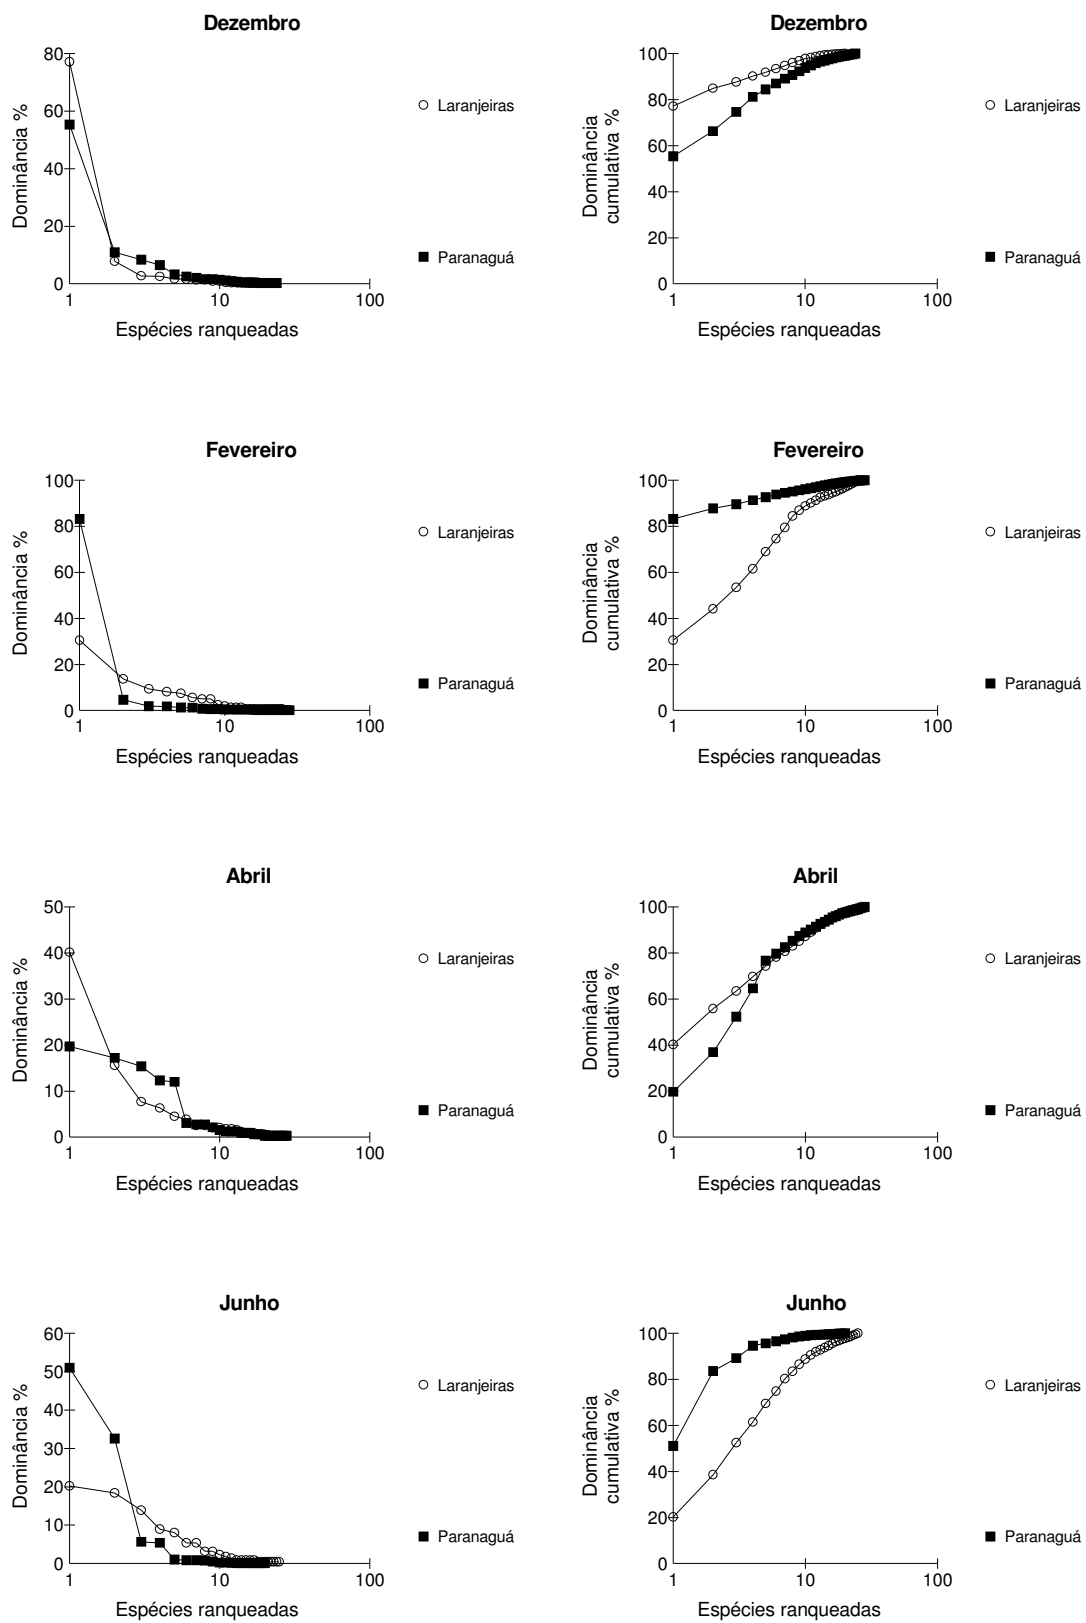 Dezembro
80
60
40
20
0
1
10
100
Dominância %
Espécies ranqueadas
Laranjeiras
Paranaguá
Dezembro
100
80
60
40
20
0
1
10
100
Dominância
cumulativa %
Espécies ranqueadas
Laranjeiras
Paranaguá
Fevereiro
100
80
60
40
20
0
1
10
100
Dominância %
Espécies ranqueadas
Laranjeiras
Paranaguá
Fevereiro
100
80
60
40
20
0
1
10
100
Dominância
cumulativa %
Espécies ranqueadas
Laranjeiras
Paranaguá
Abril
50
40
30
20
10
0
1
10
100
Dominância %
Espécies ranqueadas
Laranjeiras
Paranaguá
Abril
100
80
60
40
20
0
1
10
100
Dominância
cumulativa %
Espécies ranqueadas
Laranjeiras
Paranaguá
Junho
60
50
40
30
20
10
0
1
10
100
Dominância %
Espécies ranqueadas
Laranjeiras
Paranaguá
Junho
100
80
60
40
20
0
1
10
100
Dominância
cumulativa %
Espécies ranqueadas
Laranjeiras
Paranaguá